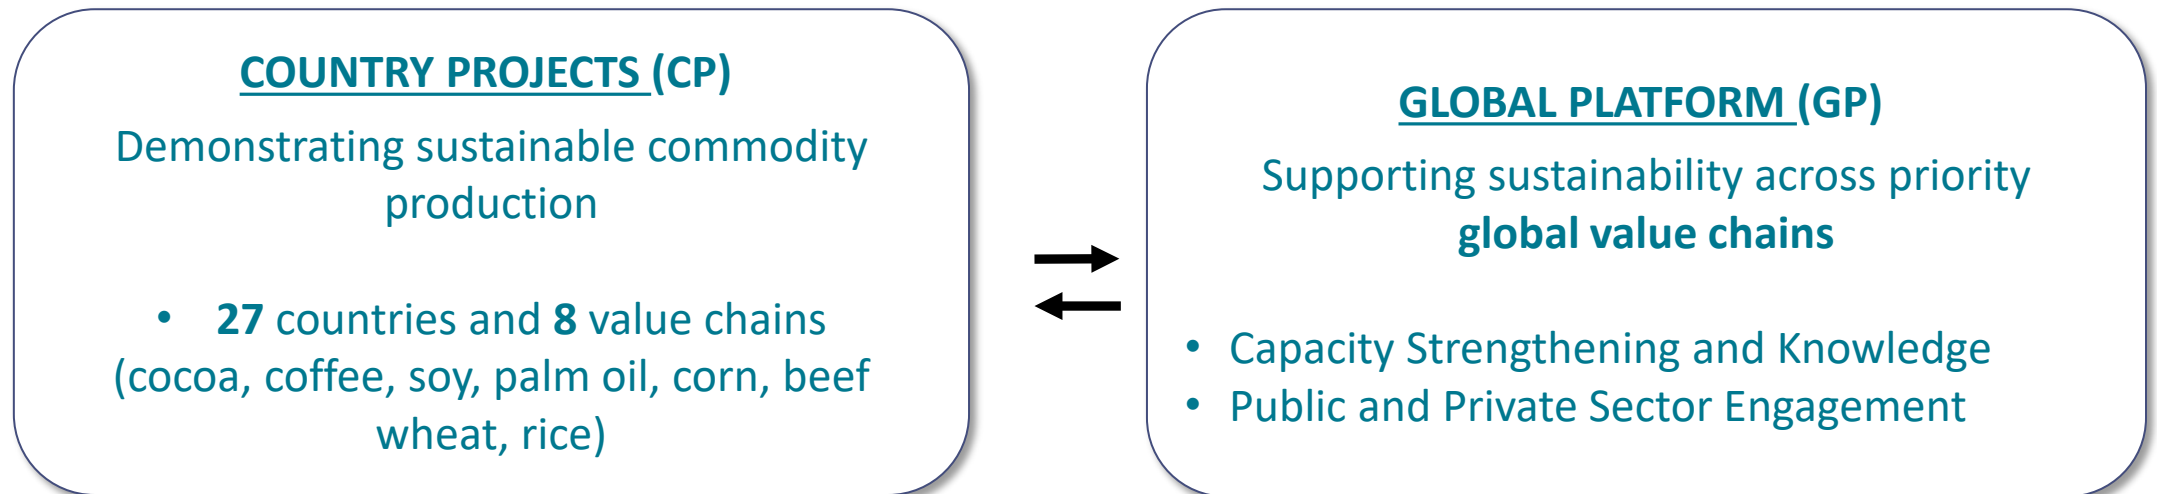 COUNTRY PROJECTS (CP)
Demonstrating sustainable commodity
production
• 27 countries and 8 value chains
(cocoa, coffee, soy, palm oil, corn, beef
wheat, rice)
GLOBAL PLATFORM (GP)
Supporting sustainability across priority
global value chains
• Capacity Strengthening and Knowledge
• Public and Private Sector Engagement